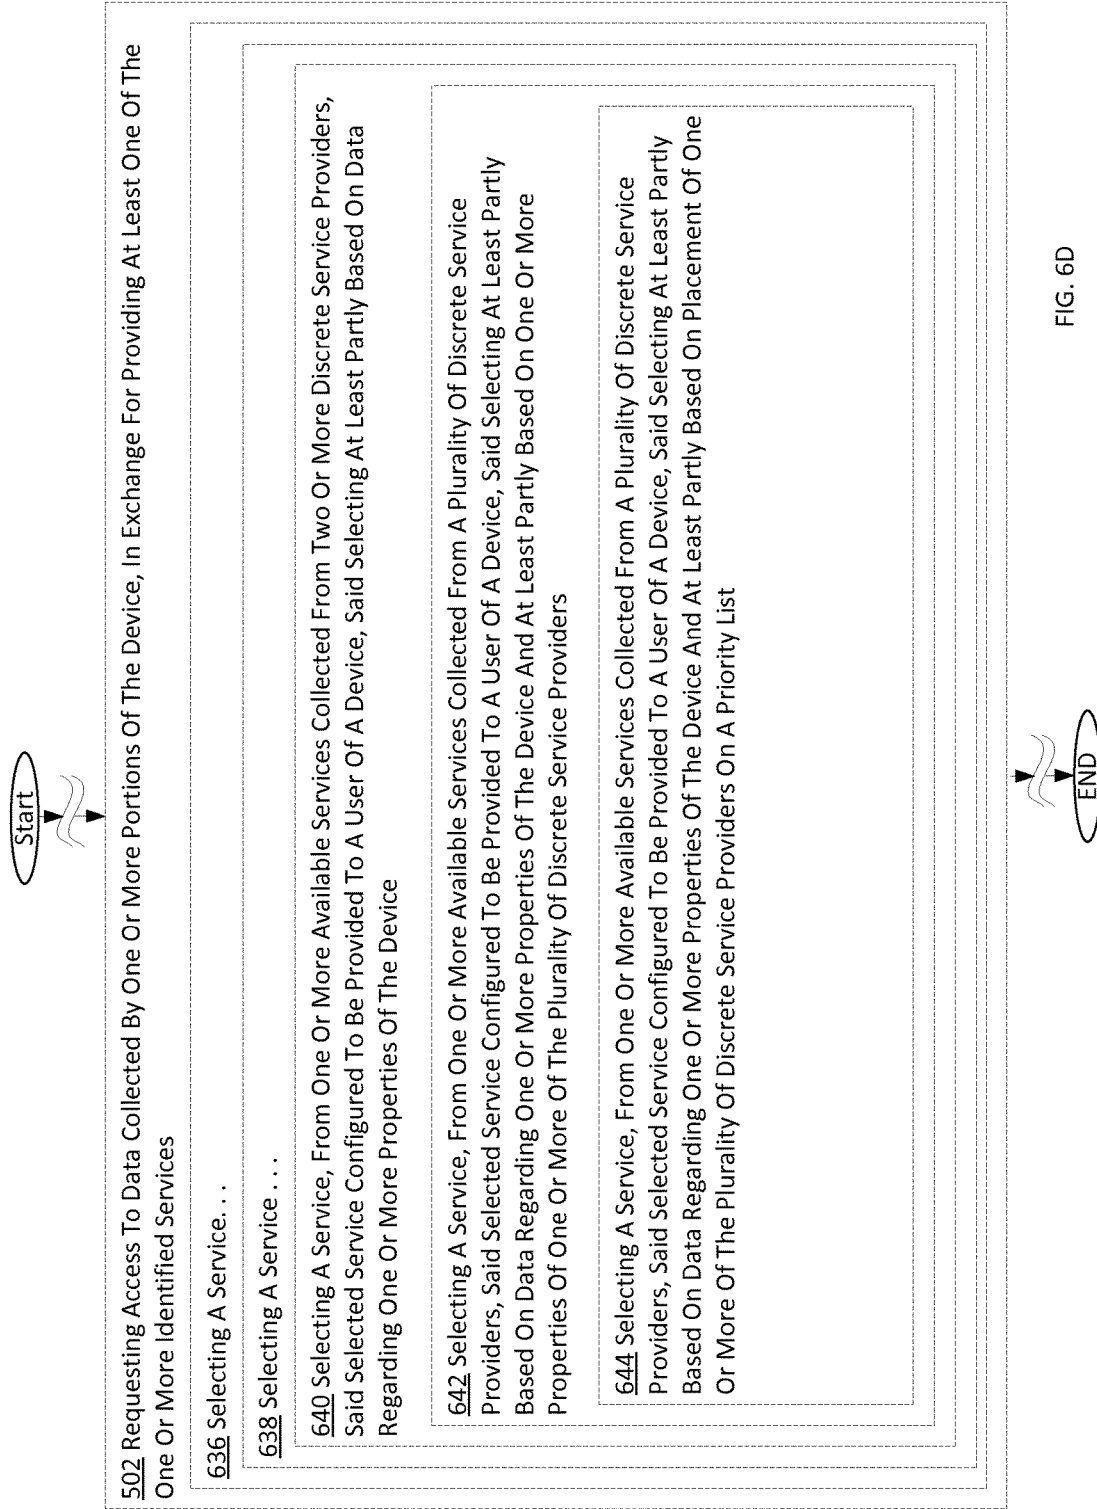 Start
502 Requesting Access To Data Collected By One Or More Portions Of The Device, In Exchange For Providing At Least One Of The
One Or More Identified Services
636 Selecting A Service. . .
638 Selecting A Service . . . .
640 Selecting A Service, From One Or More Available Services Collected From Two Or More Discrete Service Providers,
Said Selected Service Configured To Be Provided To A User Of A Device, Said Selecting At Least Partly Based On Data
Regarding One Or More Properties Of The Device
642 Selecting A Service, From One Or More Available Services Collected From A Plurality Of Discrete Service
Providers, Said Selected Service Configured To Be Provided To A User Of A Device, Said Selecting At Least Partly
Based On Data Regarding One Or More Properties Of The Device And At Least Partly Based On One Or More
Properties Of One Or More Of The Plurality Of Discrete Service Providers
644 Selecting A Service, From One Or More Available Services Collected From A Plurality Of Discrete Service
Providers, Said Selected Service Configured To Be Provided To A User Of A Device, Said Selecting At Least Partly
Based On Data Regarding One Or More Properties Of The Device And At Least Partly Based On Placement Of One
Or More Of The Plurality Of Discrete Service Providers On A Priority List
END
FIG. 6D